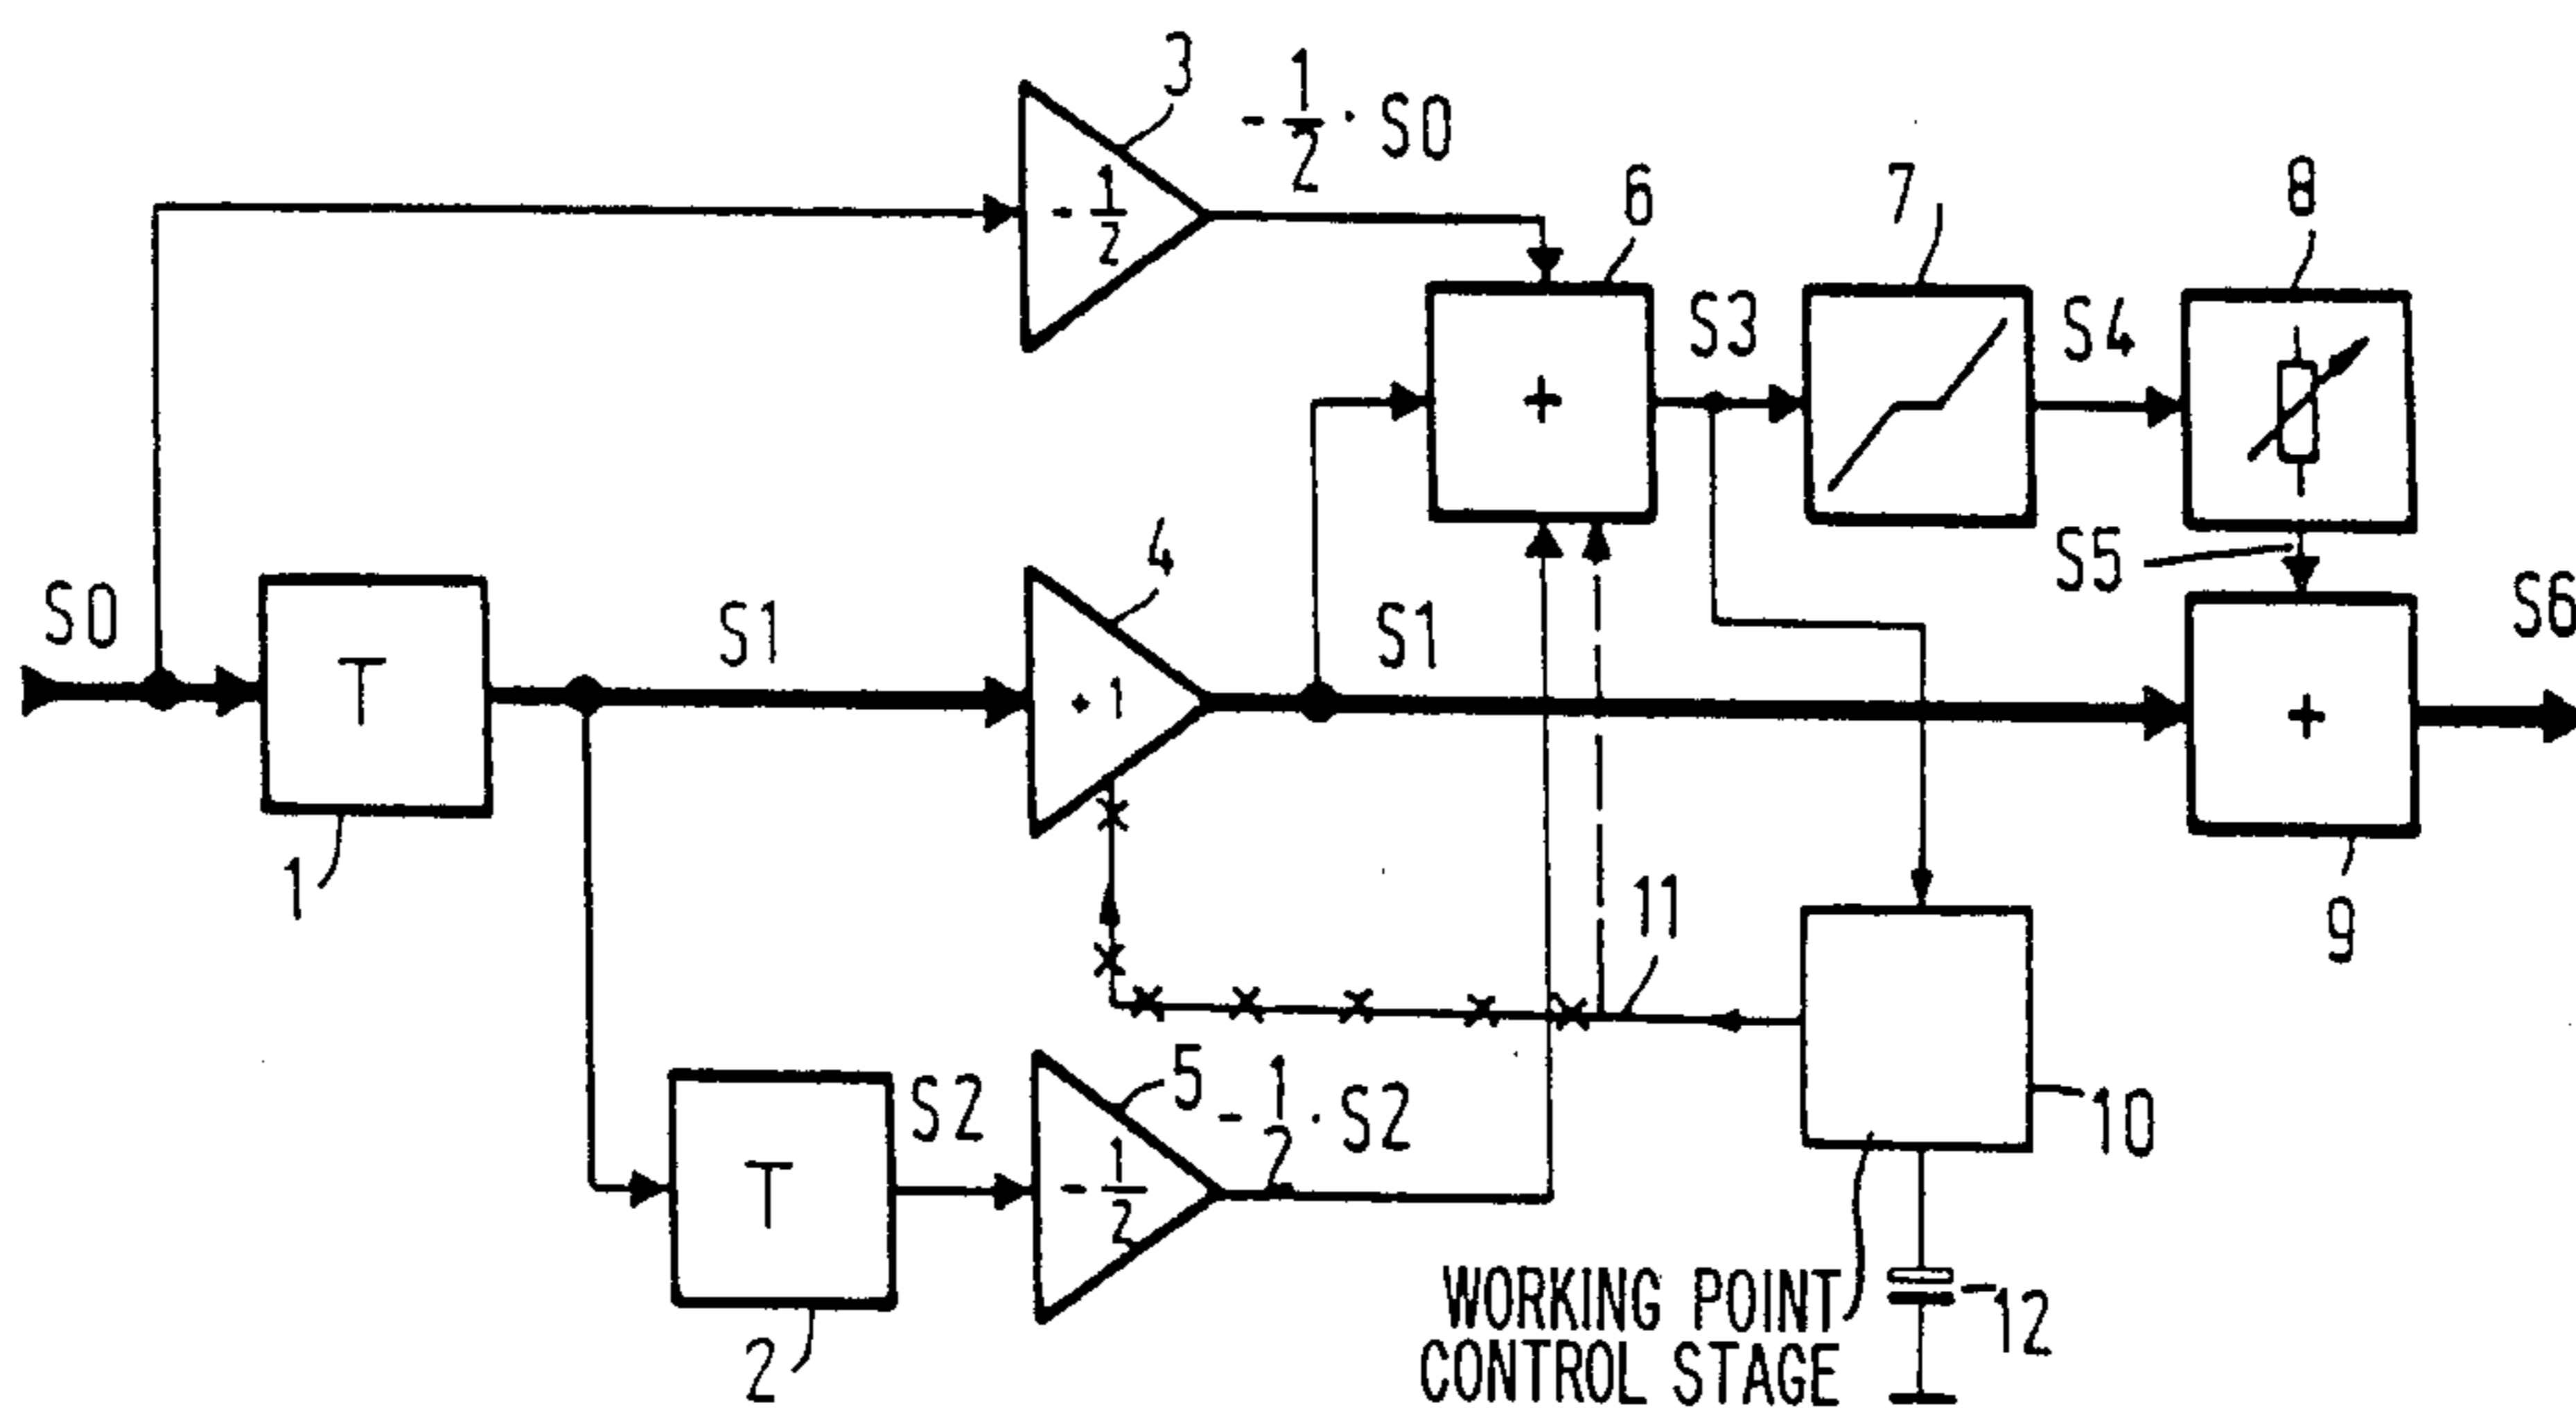 3
- 1/2 · S0
- 1/2
6
7
8
+
S3
S4
4
S0
T
S1
+ 1
S1
S5
+
S6
1
11
9
10
5
- 1/2 · S2
S2
T
- 1/2
2
WORKING POINT
CONTROL STAGE
12